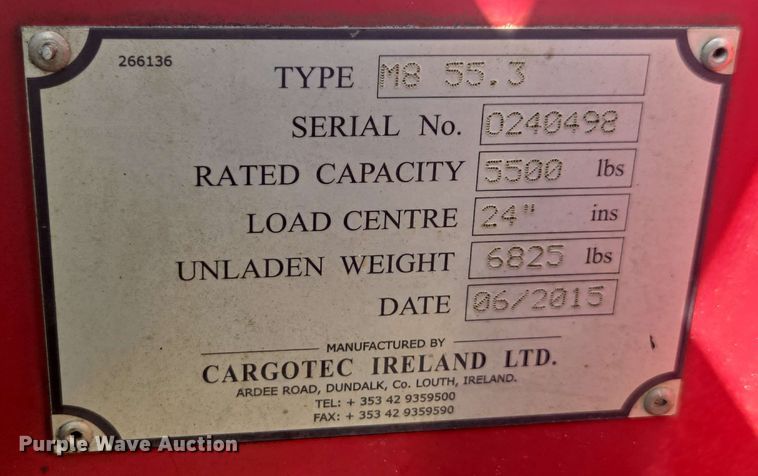 266136
TYPE M8 55.3
SERIAL No. 0240498
RATED CAPACITY 5500 lbs
LOAD CENTRE 24" ins
UNLADEN WEIGHT 6825 lbs
DATE 06/2015
MANUFACTURED BY
CARGOTEC IRELAND LTD.
ARDEE ROAD, DUNDALK, Co. LOUTH, IRELAND.
TEL: + 353 42 9359500
FAX: + 353 42 9359590
Purple Wave Auction